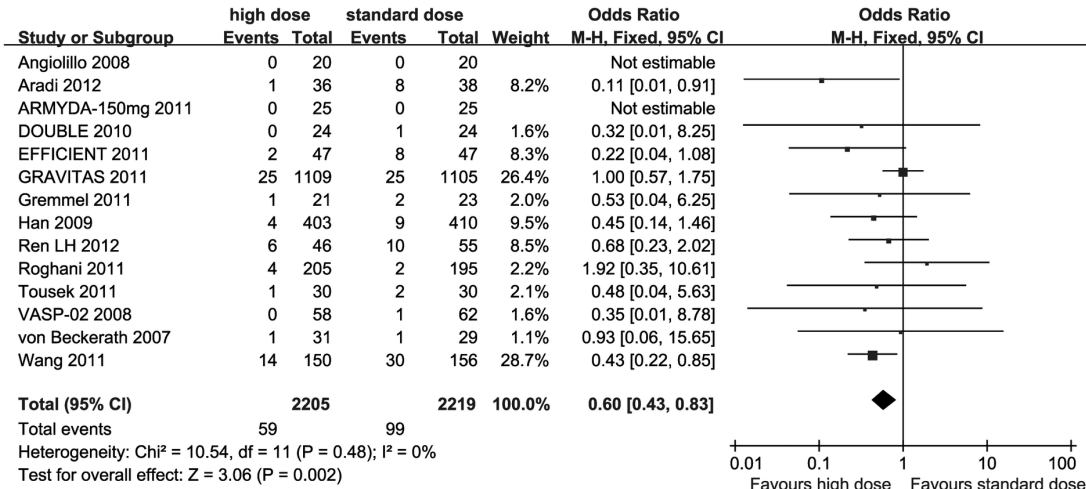 high dose standard dose Odds Ratio Odds Ratio
Study or Subgroup Events Total Events Total Weight M-H, Fixed, 95% CI M-H, Fixed, 95% CI
Angiolillo 2008 0 20 0 20 Not estimable
Aradi 2012 1 36 8 38 8.2% 0.11 [0.01, 0.91]
ARMYDA-150mg 2011 0 25 0 25 Not estimable
DOUBLE 2010 0 24 1 24 1.6% 0.32 [0.01, 8.25]
EFFICIENT 2011 2 47 8 47 8.3% 0.22 [0.04, 1.08]
GRAVITAS 2011 25 1109 25 1105 26.4% 1.00 [0.57, 1.75]
Gremmel 2011 1 21 2 23 2.0% 0.53 [0.04, 6.25]
Han 2009 4 403 9 410 9.5% 0.45 [0.14, 1.46]
Ren LH 2012 6 46 10 55 8.5% 0.68 [0.23, 2.02]
Roghani 2011 4 205 2 195 2.2% 1.92 [0.35, 10.61]
Tousek 2011 1 30 2 30 2.1% 0.48 [0.04, 5.63]
VASP-02 2008 0 58 1 62 1.6% 0.35 [0.01, 8.78]
von Beckerath 2007 1 31 1 29 1.1% 0.93 [0.06, 15.65]
Wang 2011 14 150 30 156 28.7% 0.43 [0.22, 0.85]
Total (95% CI) 2205 2219 100.0% 0.60 [0.43, 0.83]
Total events 59 99
Heterogeneity: Chi² = 10.54, df = 11 (P = 0.48); I² = 0%
Test for overall effect: Z = 3.06 (P = 0.002)
0.01 0.1 1 10 100
Favours high dose Favours standard dose